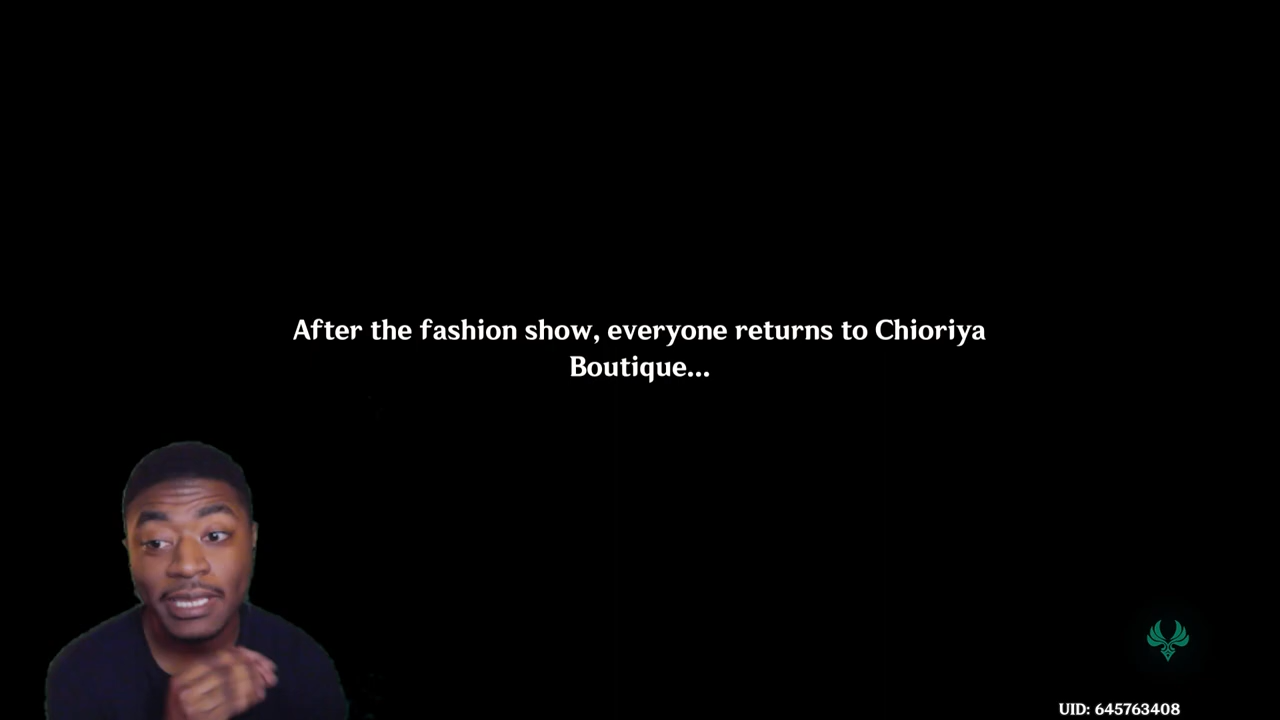 After the fashion show, everyone returns to Chioriya
Boutique...
UID: 645763408